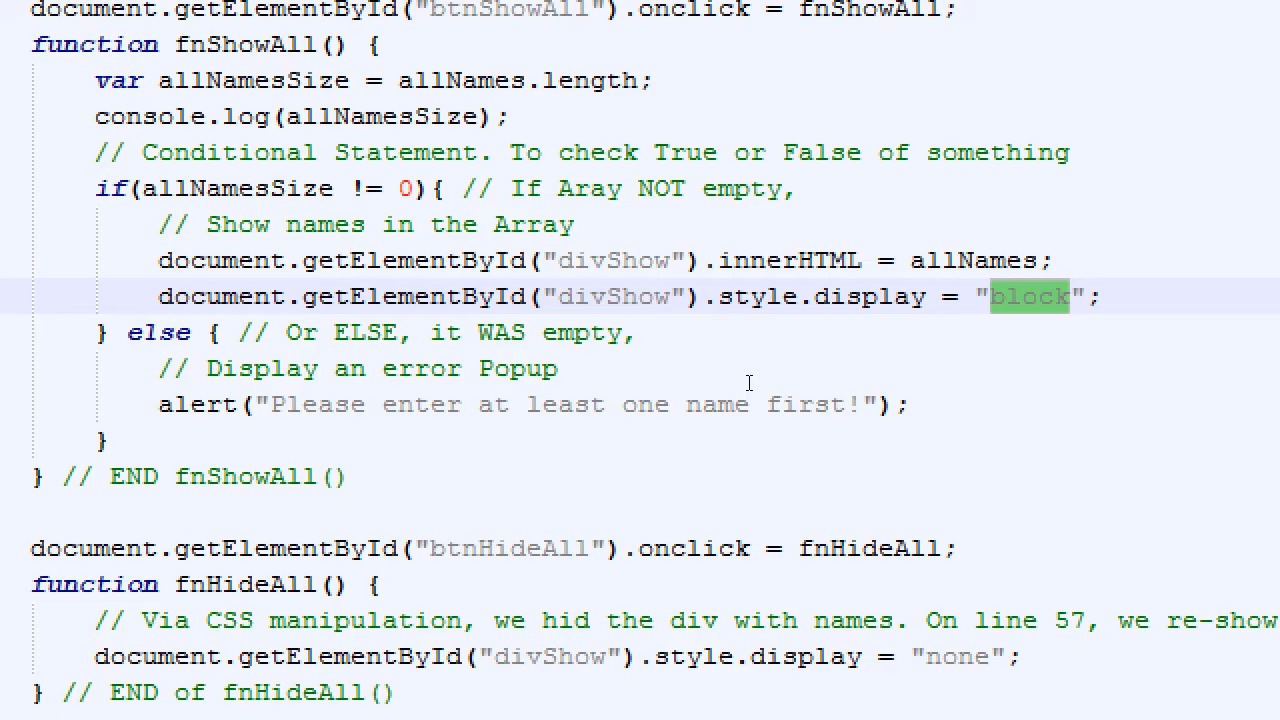 document.getElementById("btnShowAll").onclick = fnShowAll;
function fnShowAll() {
var allNamesSize = allNames.length;
console.log(allNamesSize);
// Conditional Statement. To check True or False of something
if(allNamesSize != 0){ // If Aray NOT empty,
// Show names in the Array
document.getElementById("divShow").innerHTML = allNames;
document.getElementById("divShow").style.display = "block";
} else { // Or ELSE, it WAS empty,
// Display an error Popup
alert("Please enter at least one name first!");
}
} // END fnShowAll()
document.getElementById("btnHideAll").onclick = fnHideAll;
function fnHideAll() {
// Via CSS manipulation, we hid the div with names. On line 57, we re-show
document.getElementById("divShow").style.display = "none";
} // END of fnHideAll()